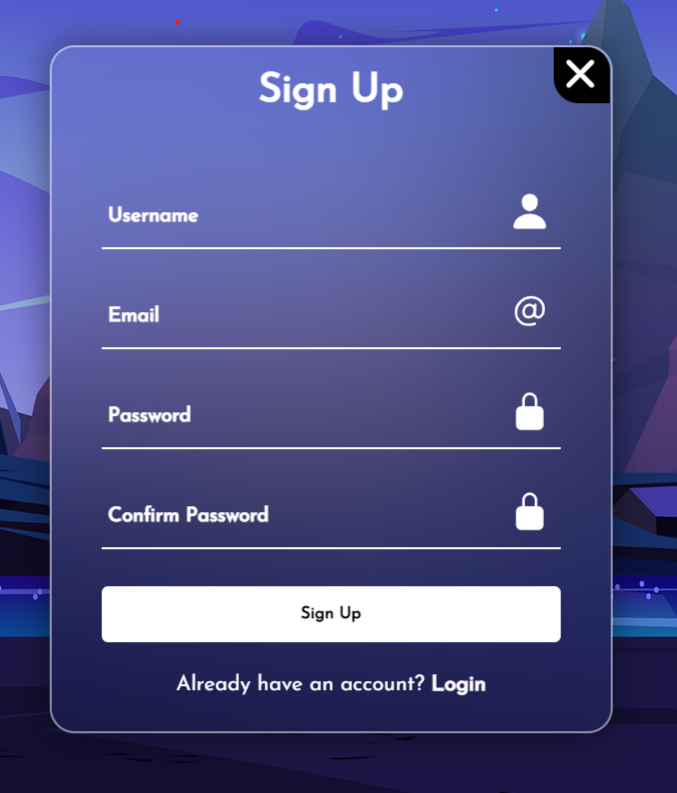 Sign Up
Username
Email
@
Password
Confirm Password
Sign Up
Already have an account? Login